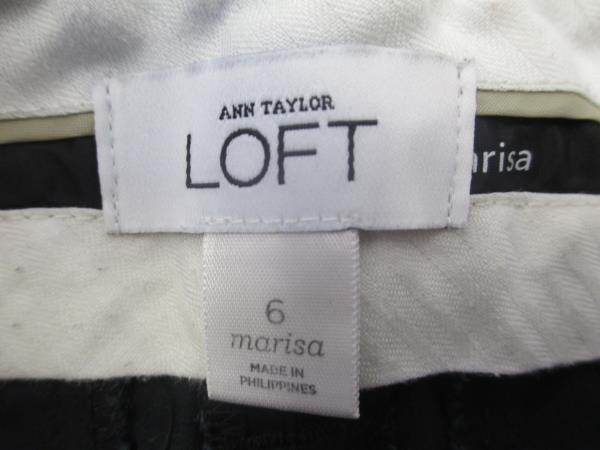 ANN TAYLOR
LOFT
arisa
6
marisa
MADE IN
PHILIPPINES